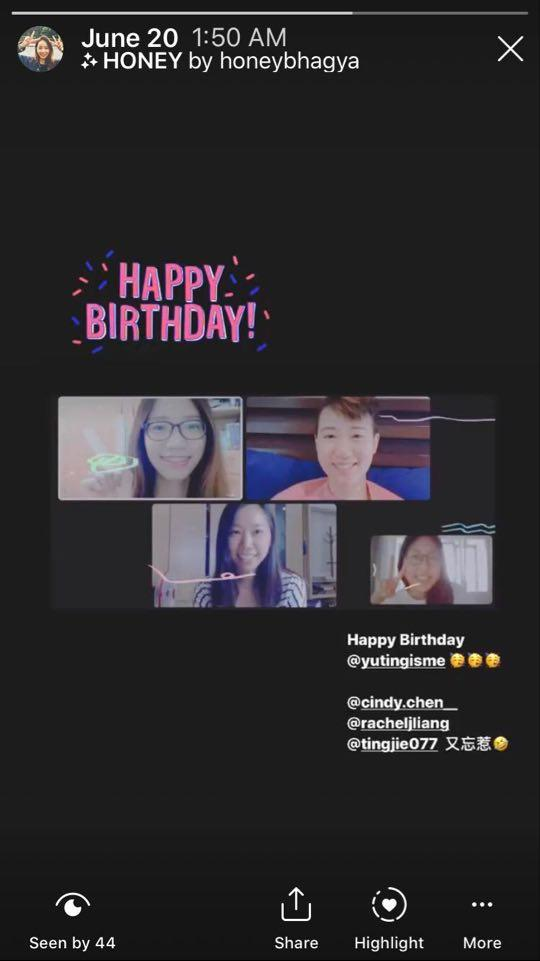 June 20 1:50 AM
HONEY by honeybhagya
HAPPY
BIRTHDAY!
Happy Birthday
@yutingisme 🥳🥳🥳
@cindy.chen__
@racheljliang
@tingjie077 又忘惹🤣
Seen by 44
Share
Highlight
More